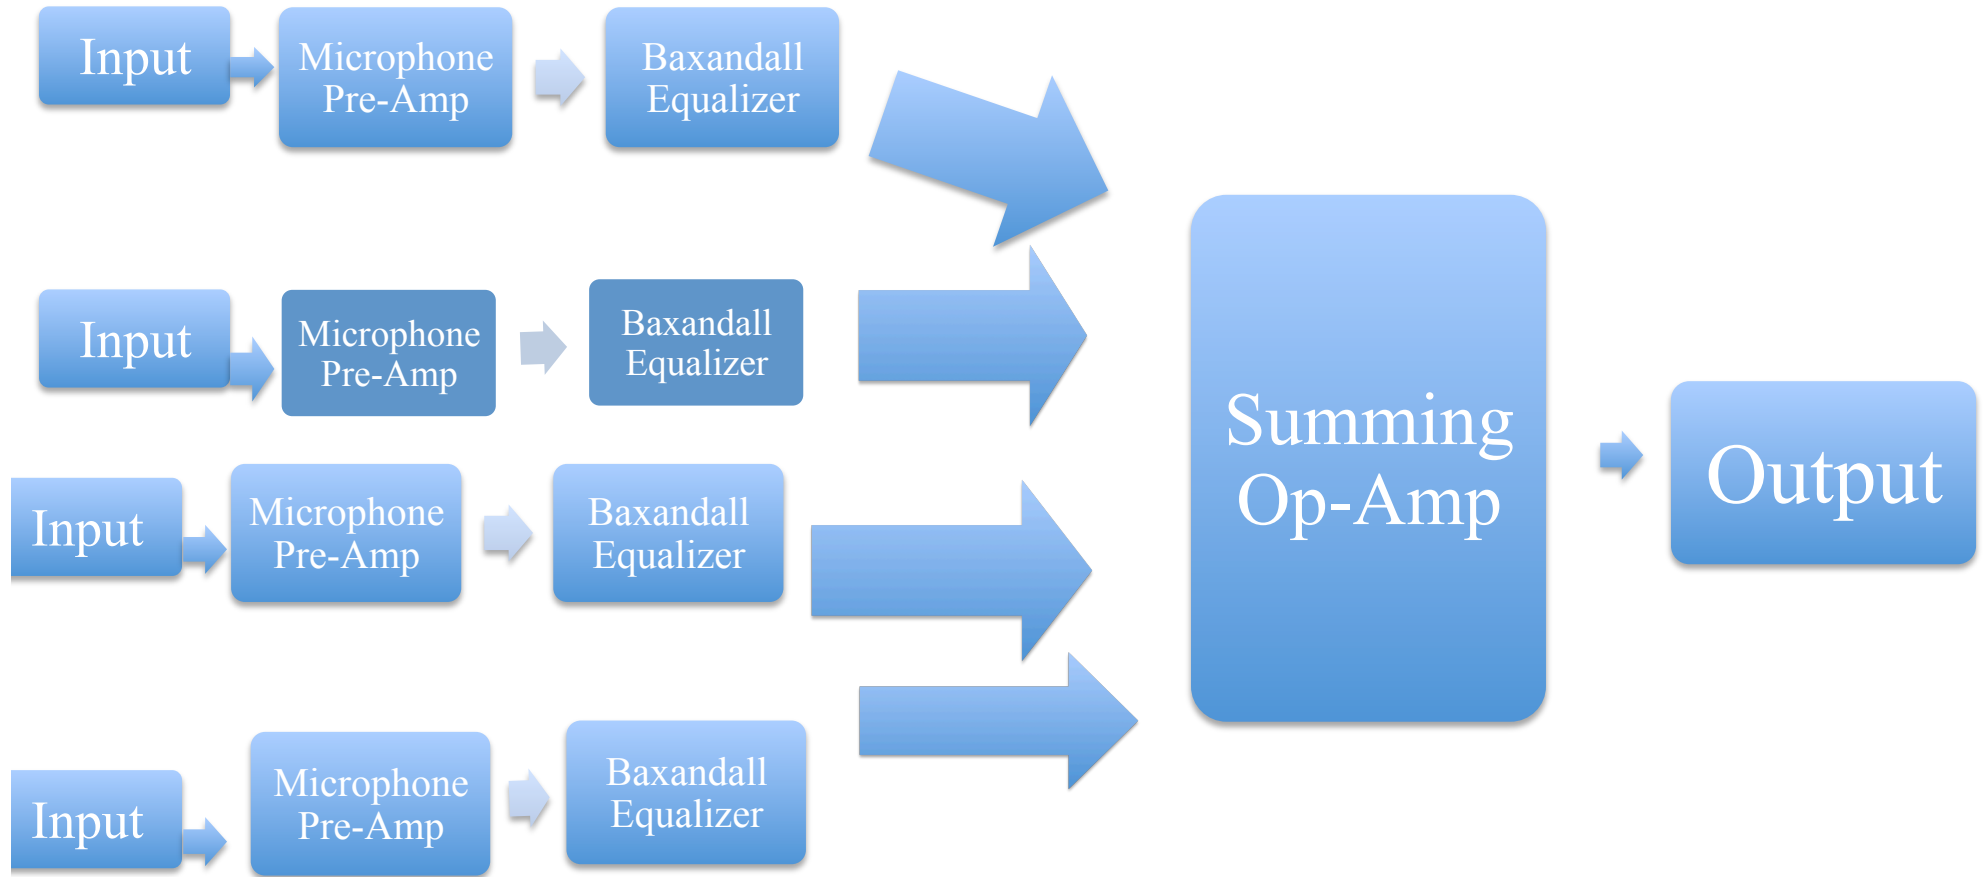 Input
Microphone
Pre-Amp
Baxandall
Equalizer
Input
Microphone
Pre-Amp
Baxandall
Equalizer
Input
Microphone
Pre-Amp
Baxandall
Equalizer
Input
Microphone
Pre-Amp
Baxandall
Equalizer
Summing
Op-Amp
Output